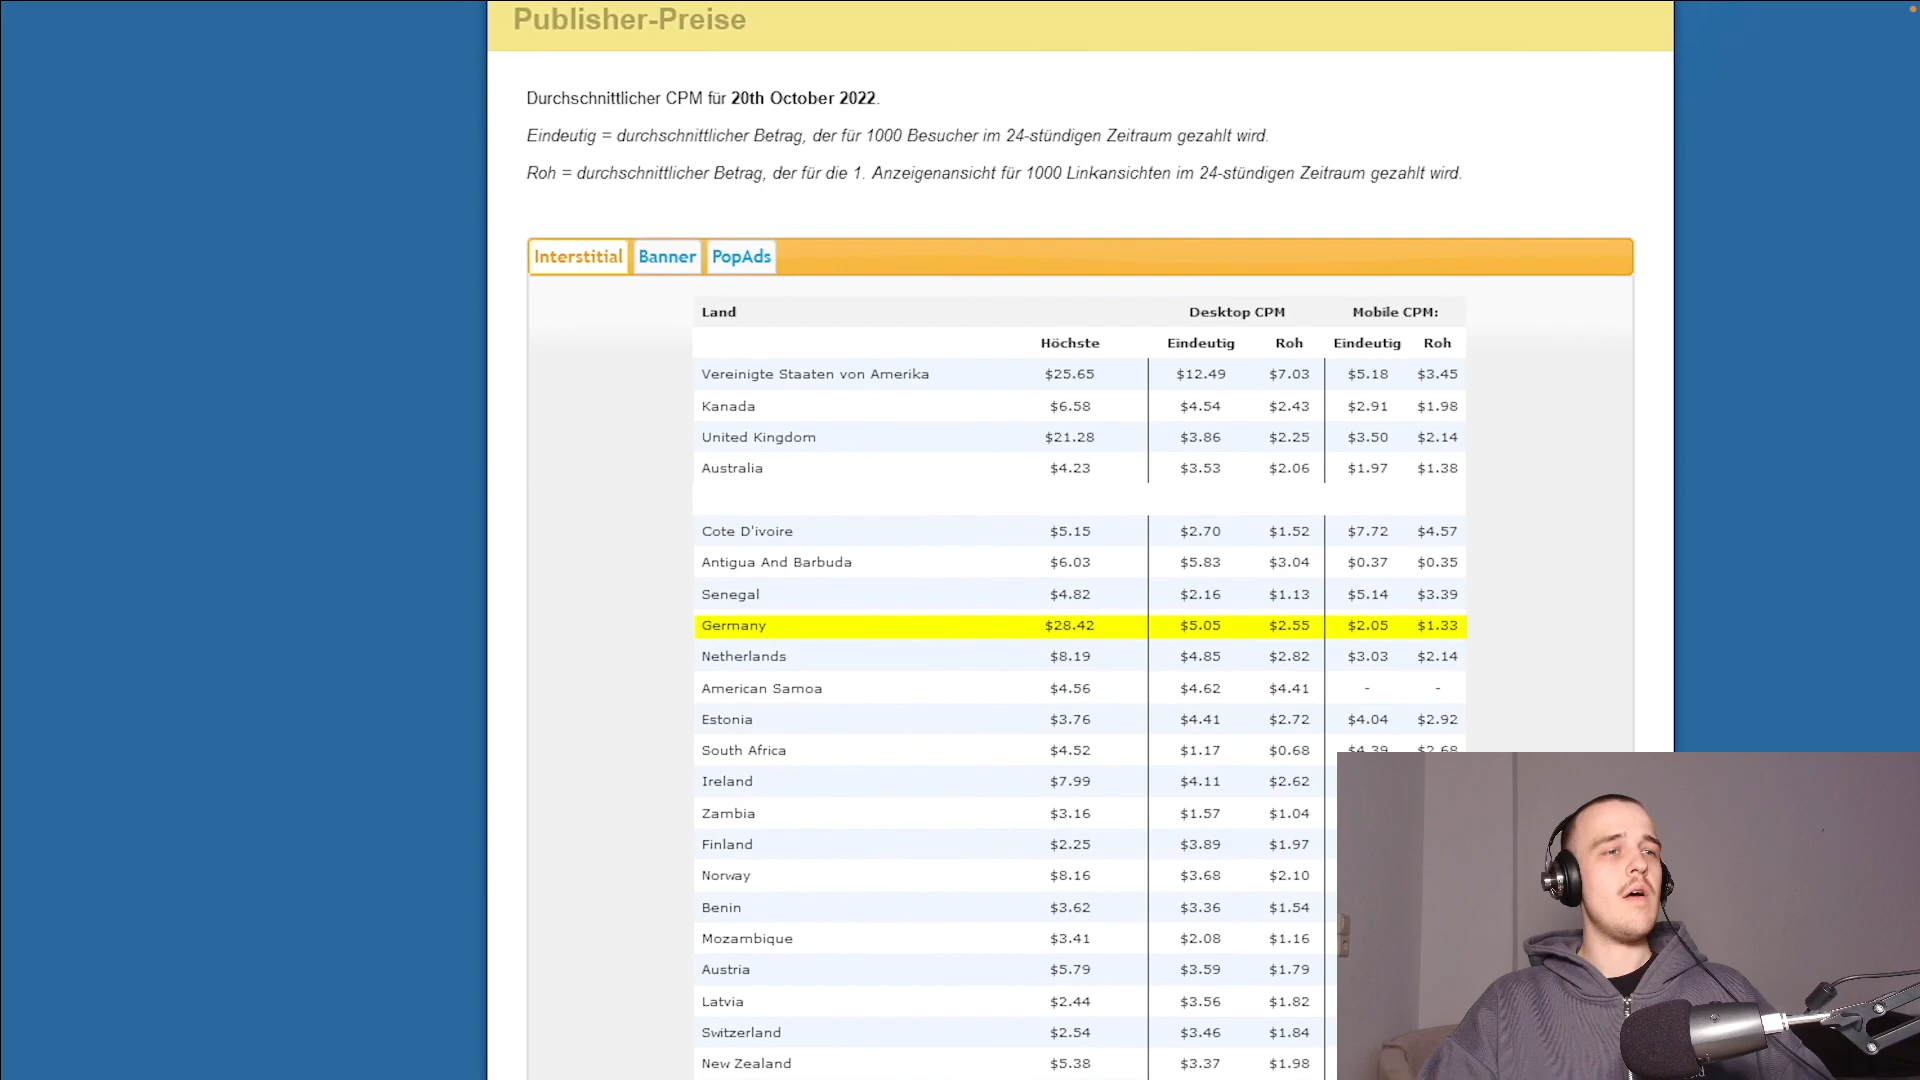 Publisher-Preise
Durchschnittlicher CPM für 20th October 2022.
Eindeutig = durchschnittlicher Betrag, der für 1000 Besucher im 24-stündigen Zeitraum gezahlt wird.
Roh = durchschnittlicher Betrag, der für die 1. Anzeigenansicht für 1000 Linkansichten im 24-stündigen Zeitraum gezahlt wird.
Interstitial Banner PopAds
Land Desktop CPM Mobile CPM:
Höchste Eindeutig Roh Eindeutig Roh
Vereinigte Staaten von Amerika $25.65 $12.49 $7.03 $5.18 $3.45
Kanada $6.58 $4.54 $2.43 $2.91 $1.98
United Kingdom $21.28 $3.86 $2.25 $3.50 $2.14
Australia $4.23 $3.53 $2.06 $1.97 $1.38
Cote D'ivoire $5.15 $2.70 $1.52 $7.72 $4.57
Antigua And Barbuda $6.03 $5.83 $3.04 $0.37 $0.35
Senegal $4.82 $2.16 $1.13 $5.14 $3.39
Germany $28.42 $5.05 $2.55 $2.05 $1.33
Netherlands $8.19 $4.85 $2.82 $3.03 $2.14
American Samoa $4.56 $4.62 $4.41 - -
Estonia $3.76 $4.41 $2.72 $4.04 $2.92
South Africa $4.52 $1.17 $0.68 $4.39 $2.68
Ireland $7.99 $4.11 $2.62
Zambia $3.16 $1.57 $1.04
Finland $2.25 $3.89 $1.97
Norway $8.16 $3.68 $2.10
Benin $3.62 $3.36 $1.54
Mozambique $3.41 $2.08 $1.16
Austria $5.79 $3.59 $1.79
Latvia $2.44 $3.56 $1.82
Switzerland $2.54 $3.46 $1.84
New Zealand $5.38 $3.37 $1.98